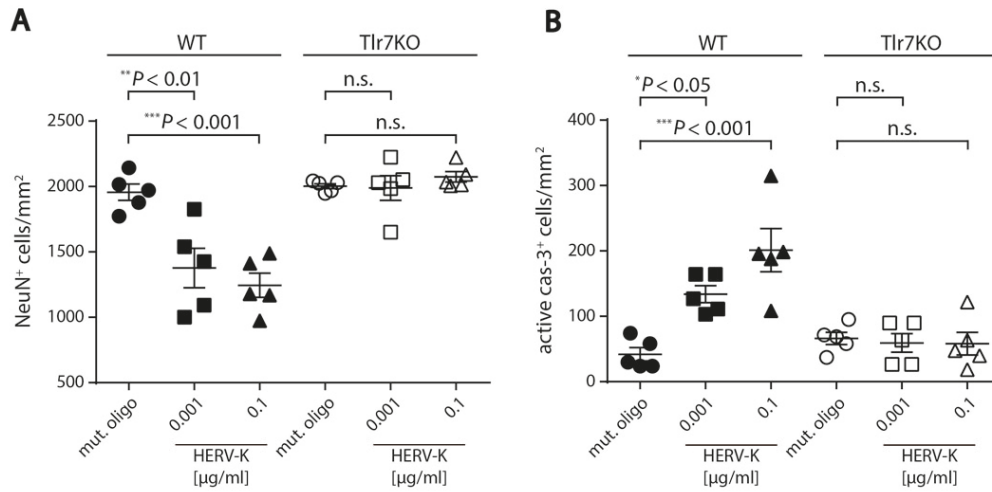 A
WT
Tlr7KO
**P < 0.01
n.s.
***P < 0.001
n.s.
NeuN+ cells/mm²
2500
2000
1500
1000
500
mut. oligo
0.001
0.1
mut. oligo
0.001
0.1
HERV-K
[µg/ml]
HERV-K
[µg/ml]
B
WT
Tlr7KO
*P < 0.05
n.s.
***P < 0.001
n.s.
active cas-3+ cells/mm²
400
300
200
100
0
mut. oligo
0.001
0.1
mut. oligo
0.001
0.1
HERV-K
[µg/ml]
HERV-K
[µg/ml]